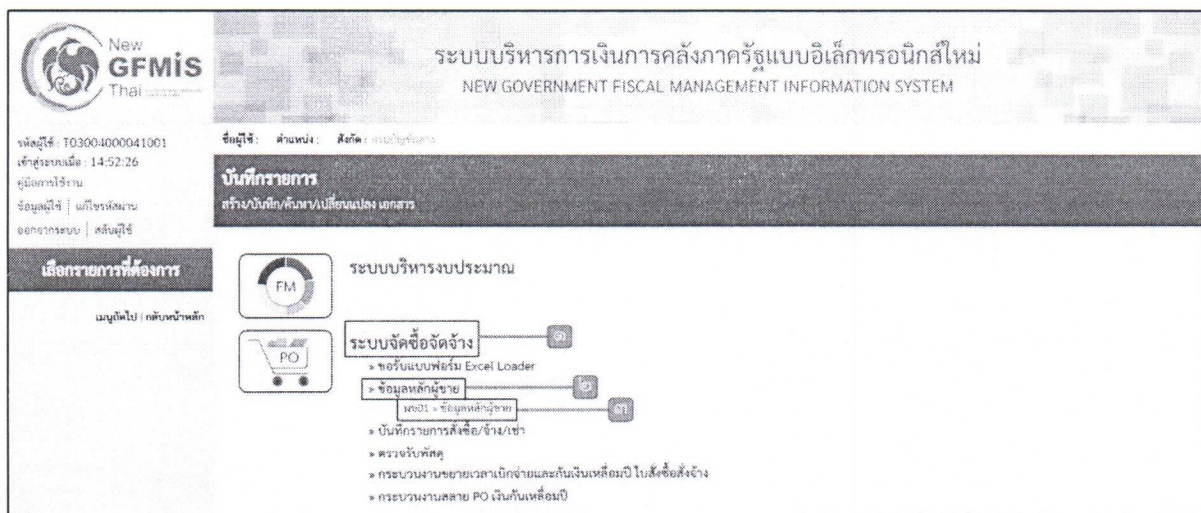 New
GFMiS
Thai
ระบบบริหารการเงินการคลังภาครัฐแบบอิเล็กทรอนิกส์ใหม่
NEW GOVERNMENT FISCAL MANAGEMENT INFORMATION SYSTEM
รหัสผู้ใช้ : T03004000041001
เข้าสู่ระบบเมื่อ : 14:52:26
คู่มือการใช้งาน
ข้อมูลผู้ใช้ | แก้ไขรหัสผ่าน
ออกจากระบบ | สลับผู้ใช้
ชื่อผู้ใช้ : ตำแหน่ง : สังกัด : กรมบัญชีกลาง
บันทึกรายการ
สร้าง/บันทึก/ค้นหา/เปลี่ยนแปลง เอกสาร
เลือกรายการที่ต้องการ
เมนูถัดไป | กลับหน้าหลัก
FM
ระบบบริหารงบประมาณ
PO
ระบบจัดซื้อจัดจ้าง ๑
» ขอรับแบบฟอร์ม Excel Loader
» ข้อมูลหลักผู้ขาย ๒
ผข01 » ข้อมูลหลักผู้ขาย ๓
» บันทึกรายการสั่งซื้อ/จ้าง/เช่า
» ตรวจรับพัสดุ
» กระบวนงานขยายเวลาเบิกจ่ายและกันเงินเหลื่อมปี ใบสั่งซื้อสั่งจ้าง
» กระบวนงานสลาย PO เงินกันเหลื่อมปี